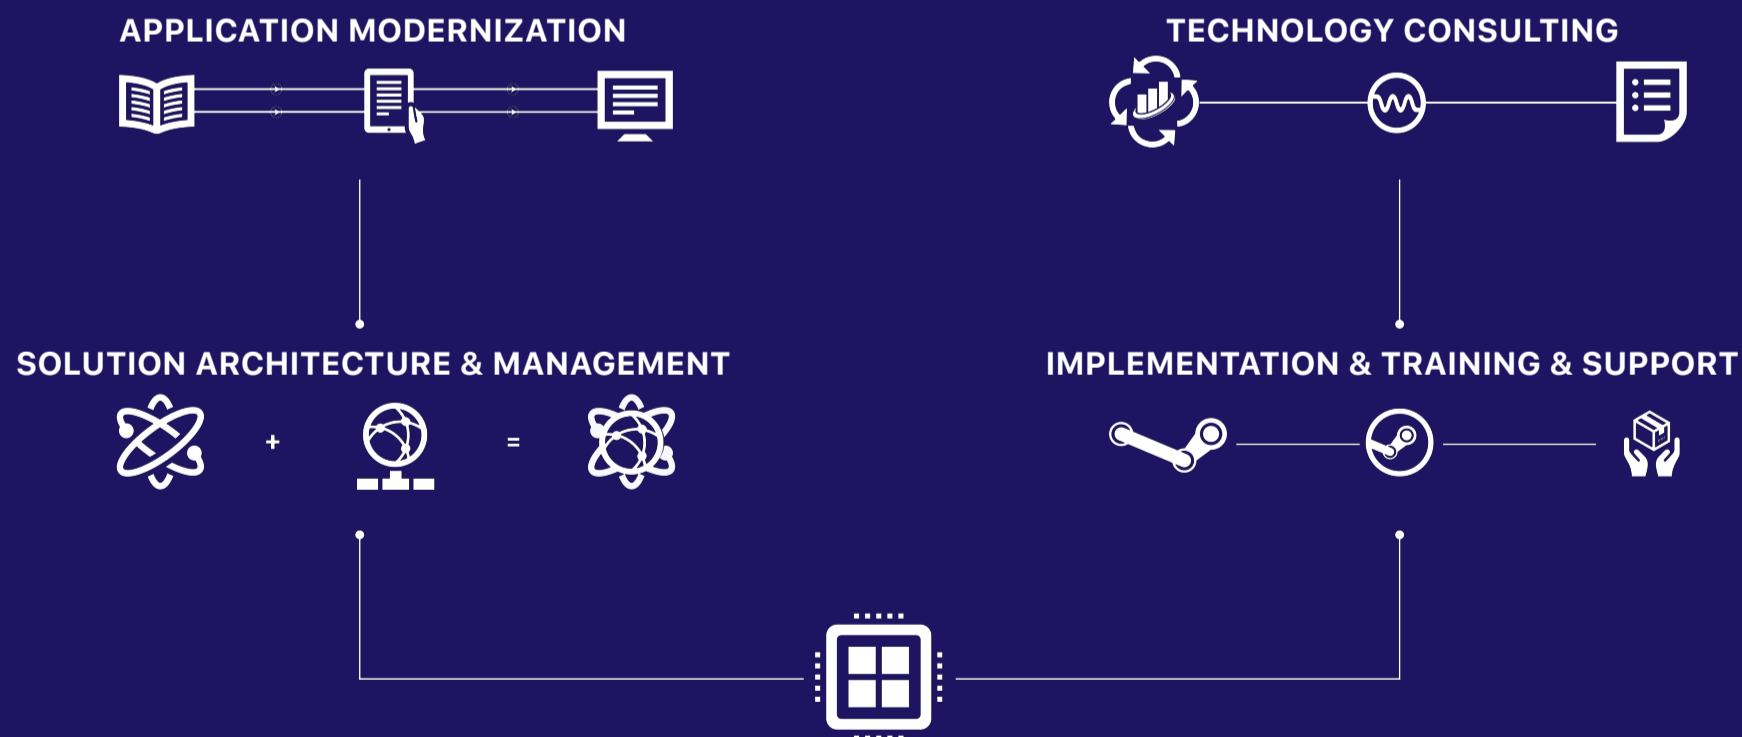 APPLICATION MODERNIZATION
TECHNOLOGY CONSULTING
SOLUTION ARCHITECTURE & MANAGEMENT
+ =
IMPLEMENTATION & TRAINING & SUPPORT